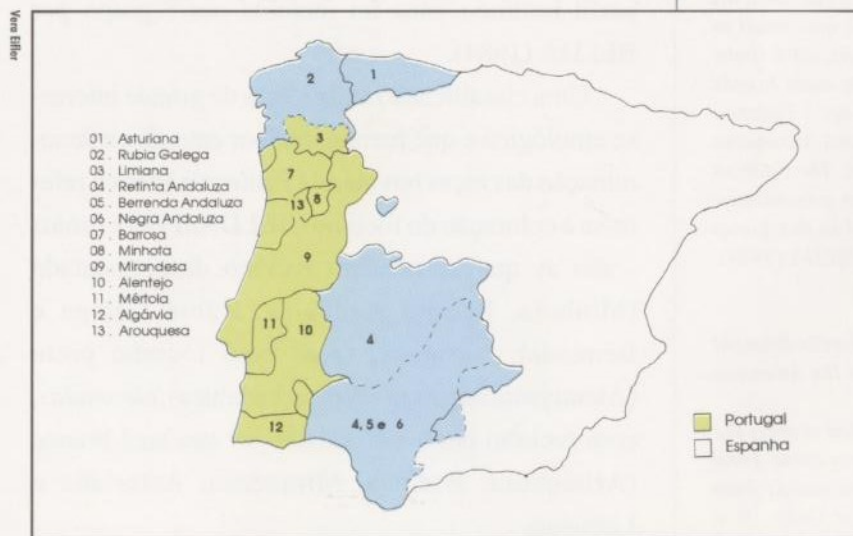 Vera Eifler
01 . Asturiana
02 . Rubia Galega
03 . Limiana
04 . Retinta Andaluza
05 . Berrenda Andaluza
06 . Negra Andaluza
07 . Barrosa
08 . Minhota
09 . Mirandesa
10 . Alentejo
11 . Mértola
12 . Algárvia
13 . Arouquesa
2
1
3
7
13
8
9
4
11
10
12
4, 5 e 6
Portugal
Espanha